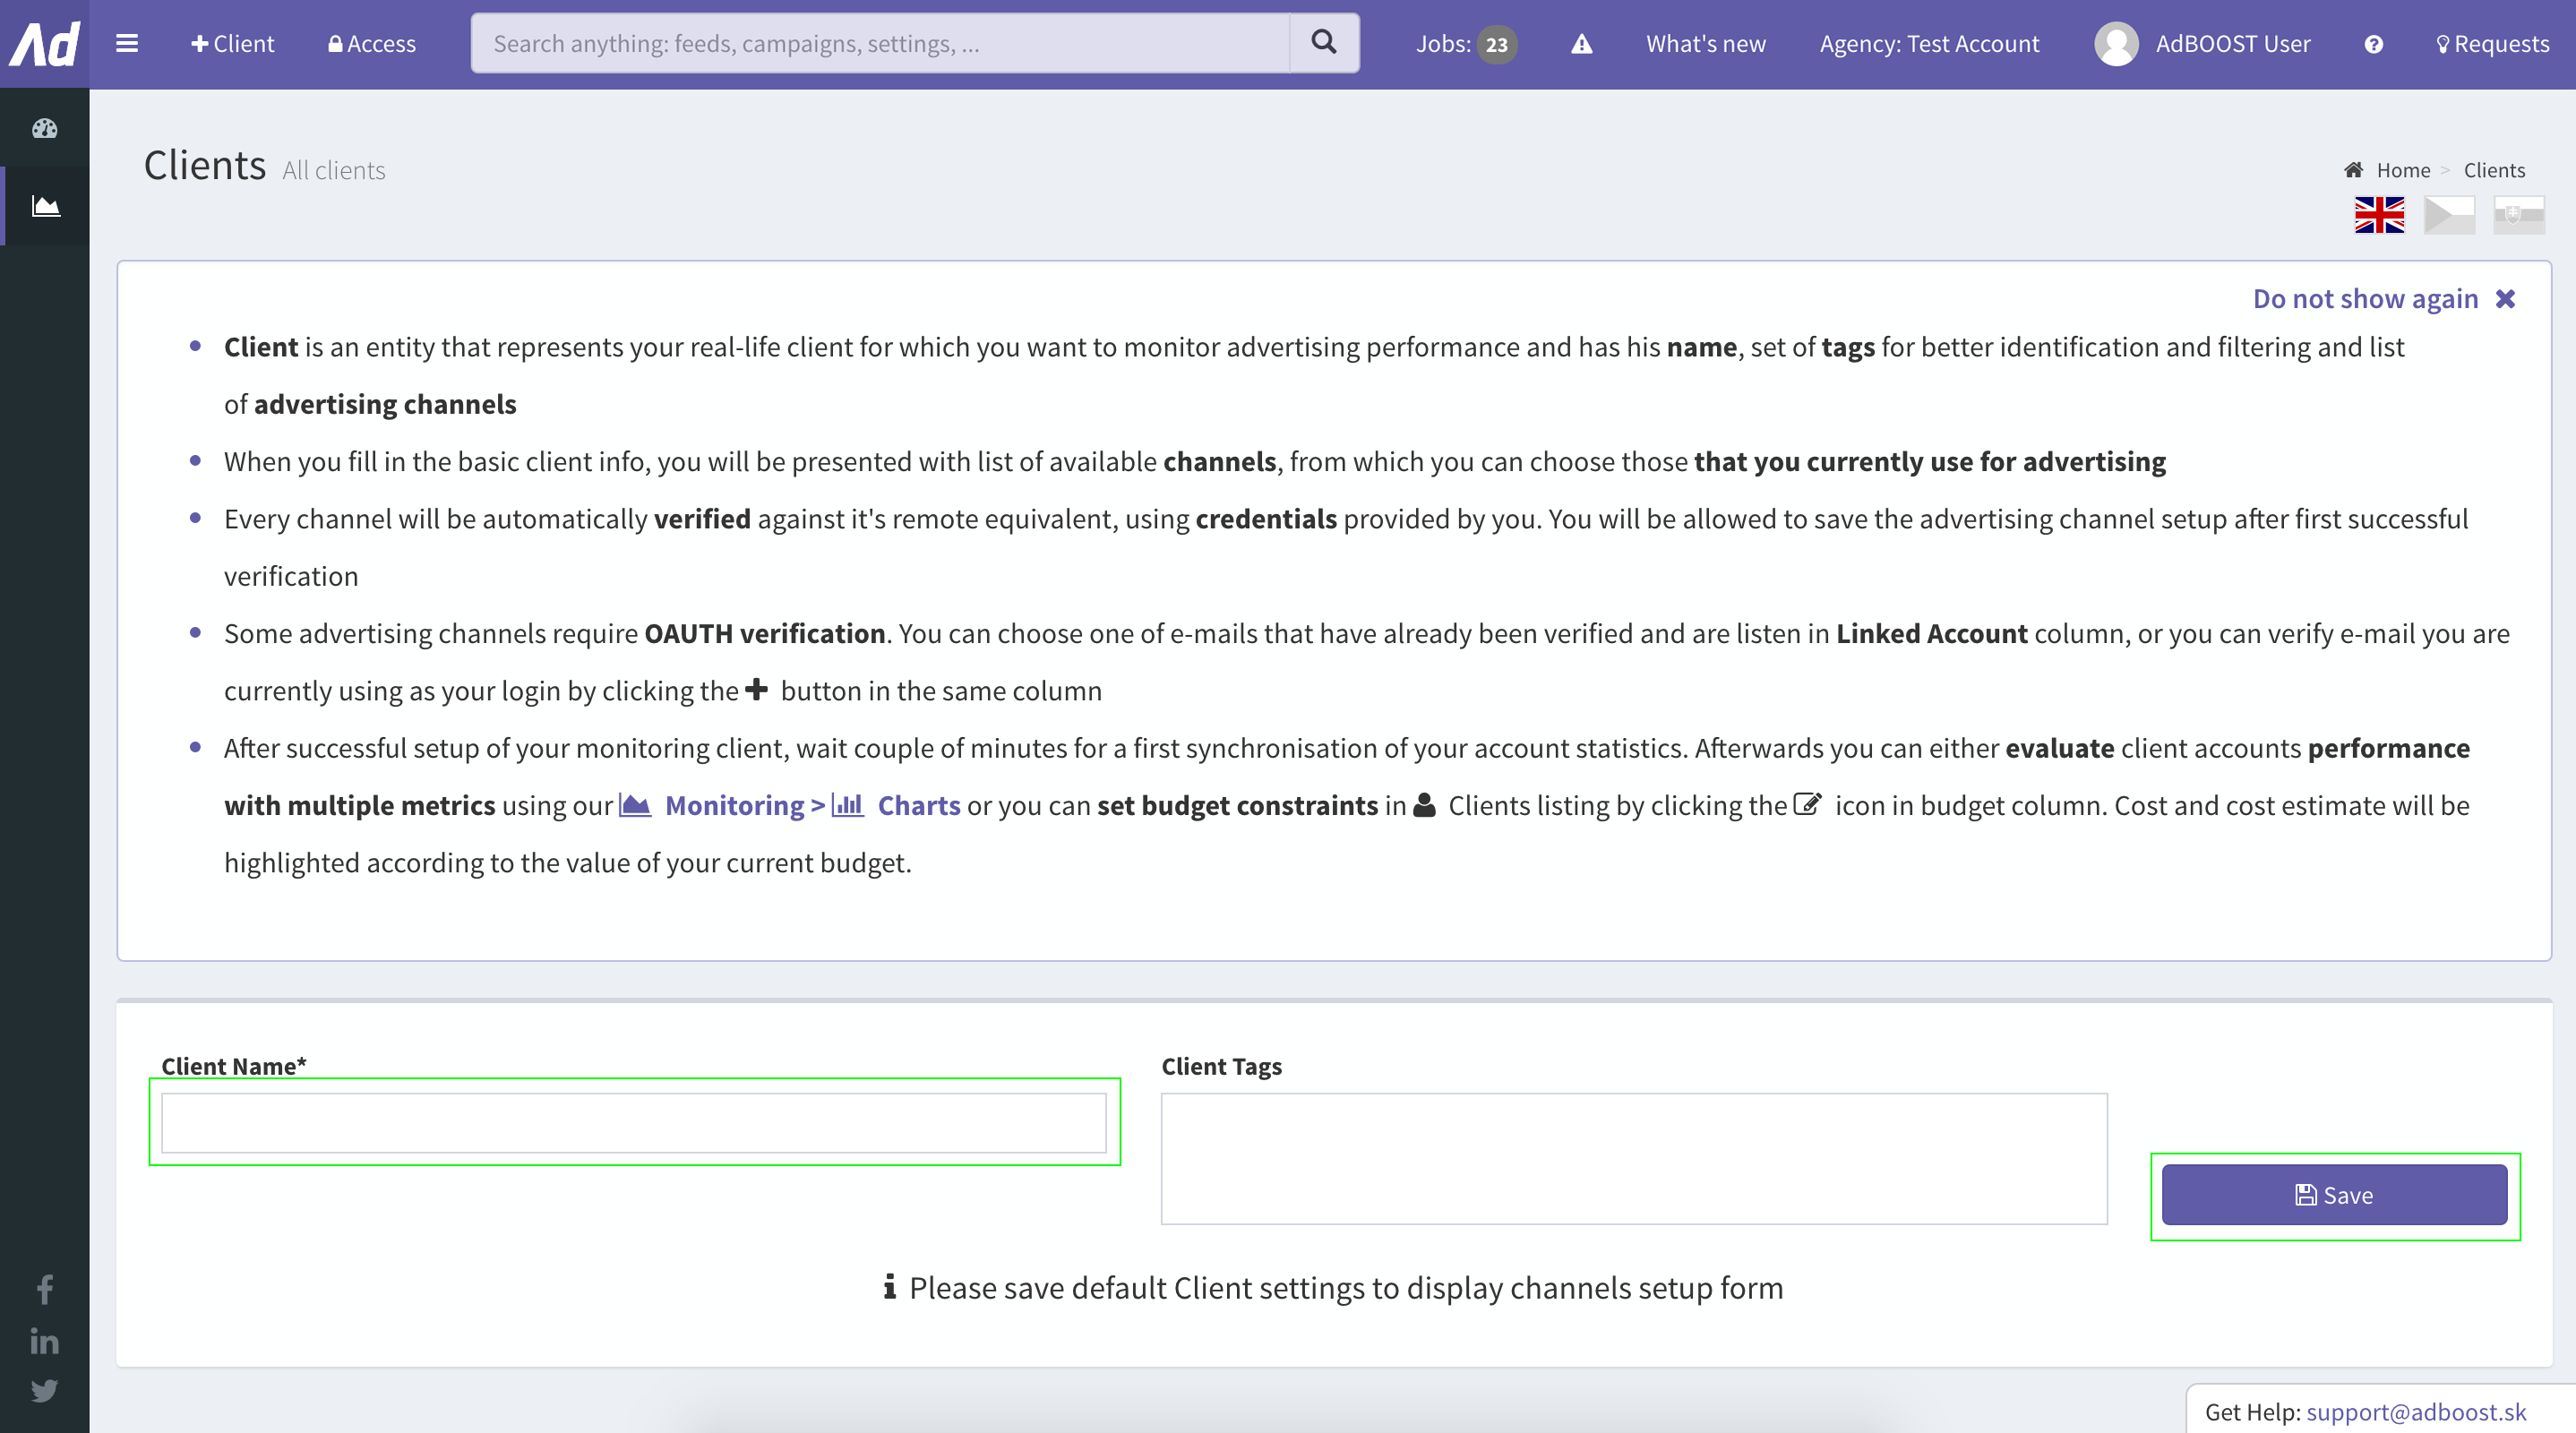 Ad
Client
Access
Search anything: feeds, campaigns, settings, ...
Jobs: 23
What's new
Agency: Test Account
AdBOOST User
Requests
Clients All clients
Home > Clients
Do not show again
Client is an entity that represents your real-life client for which you want to monitor advertising performance and has his name, set of tags for better identification and filtering and list
of advertising channels
When you fill in the basic client info, you will be presented with list of available channels, from which you can choose those that you currently use for advertising
Every channel will be automatically verified against it's remote equivalent, using credentials provided by you. You will be allowed to save the advertising channel setup after first successful
verification
Some advertising channels require OAUTH verification. You can choose one of e-mails that have already been verified and are listen in Linked Account column, or you can verify e-mail you are
currently using as your login by clicking the button in the same column
After successful setup of your monitoring client, wait couple of minutes for a first synchronisation of your account statistics. Afterwards you can either evaluate client accounts performance
with multiple metrics using our Monitoring > Charts or you can set budget constraints in Clients listing by clicking the icon in budget column. Cost and cost estimate will be
highlighted according to the value of your current budget.
Client Name*
Client Tags
Save
Please save default Client settings to display channels setup form
Get Help: support@adboost.sk